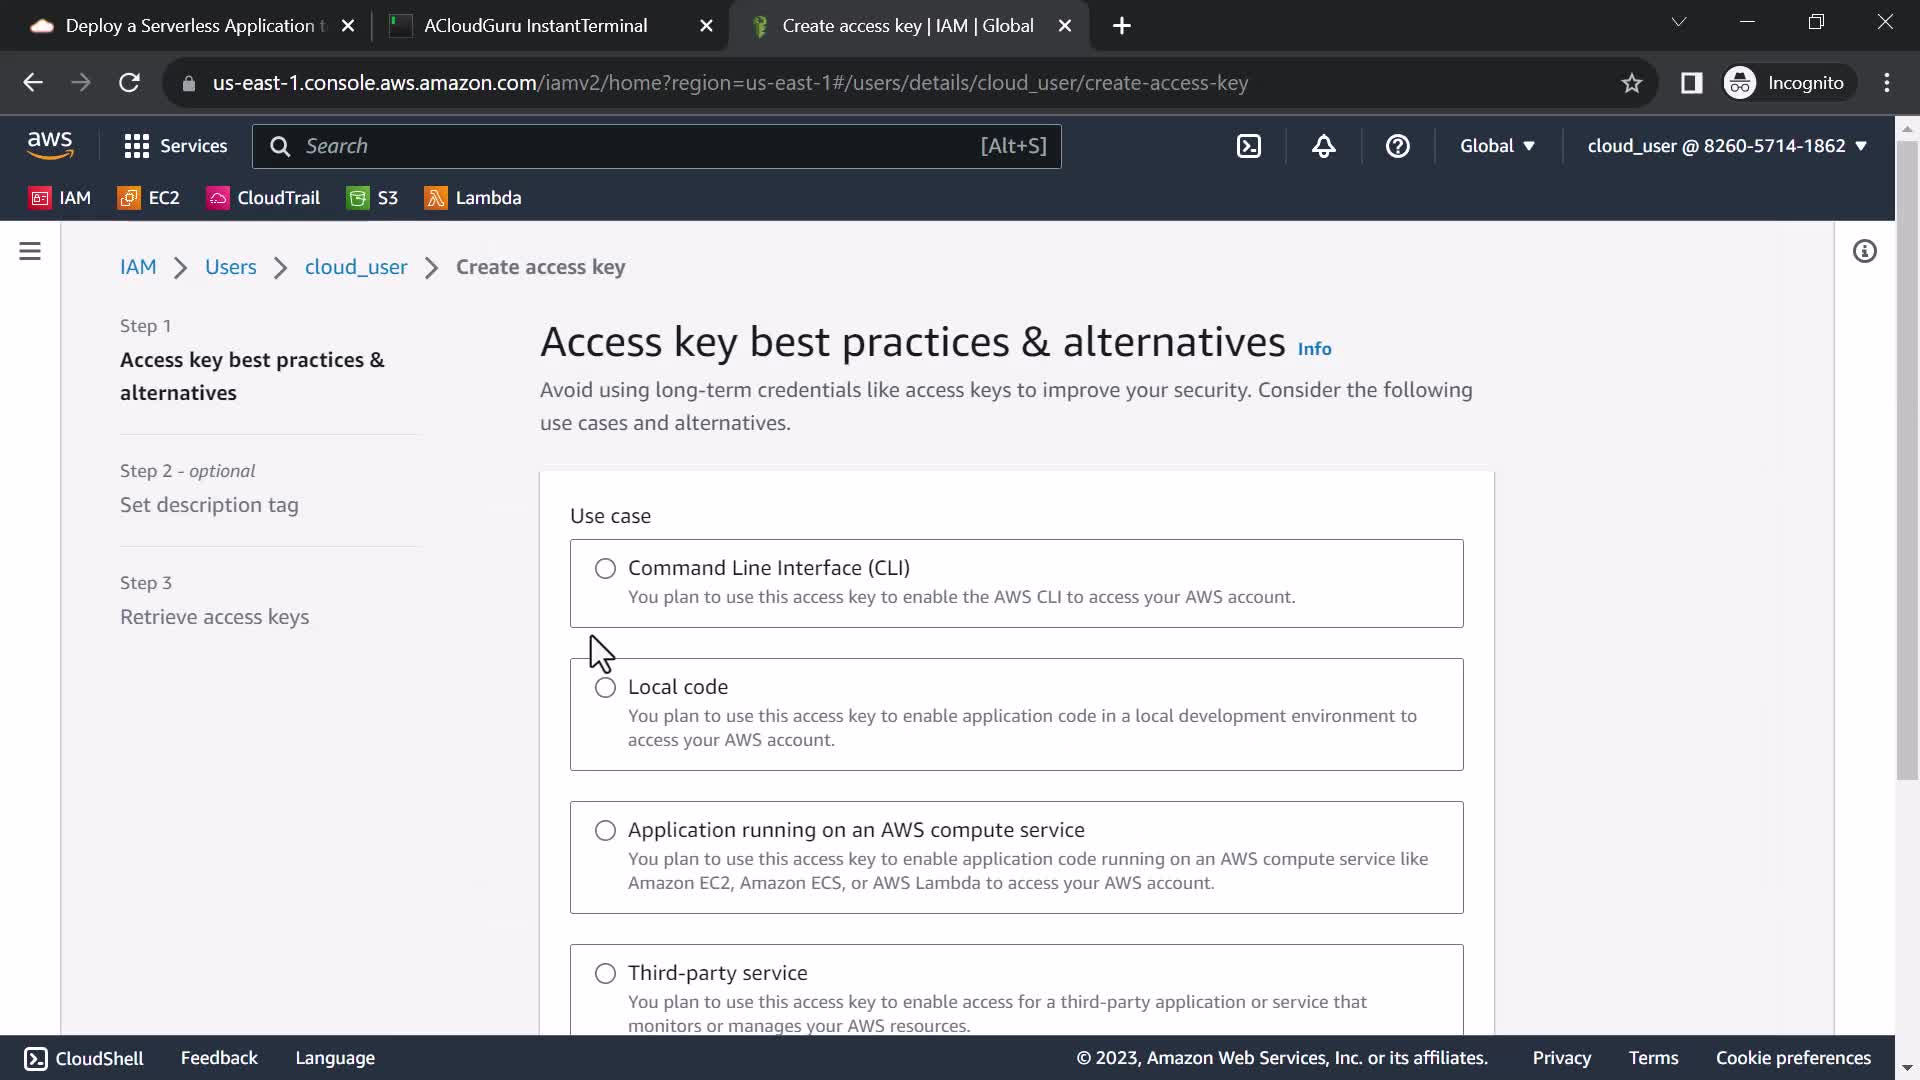 Deploy a Serverless Application t
ACloudGuru InstantTerminal
Create access key | IAM | Global
us-east-1.console.aws.amazon.com/iamv2/home?region=us-east-1#/users/details/cloud_user/create-access-key
Incognito
aws
Services
Search
[Alt+S]
Global
cloud_user @ 8260-5714-1862
IAM
EC2
CloudTrail
S3
Lambda
IAM
Users
cloud_user
Create access key
Step 1
Access key best practices &
alternatives
Step 2 - optional
Set description tag
Step 3
Retrieve access keys
Access key best practices & alternatives Info
Avoid using long-term credentials like access keys to improve your security. Consider the following
use cases and alternatives.
Use case
Command Line Interface (CLI)
You plan to use this access key to enable the AWS CLI to access your AWS account.
Local code
You plan to use this access key to enable application code in a local development environment to
access your AWS account.
Application running on an AWS compute service
You plan to use this access key to enable application code running on an AWS compute service like
Amazon EC2, Amazon ECS, or AWS Lambda to access your AWS account.
Third-party service
You plan to use this access key to enable access for a third-party application or service that
monitors or manages your AWS resources.
CloudShell
Feedback
Language
© 2023, Amazon Web Services, Inc. or its affiliates.
Privacy
Terms
Cookie preferences